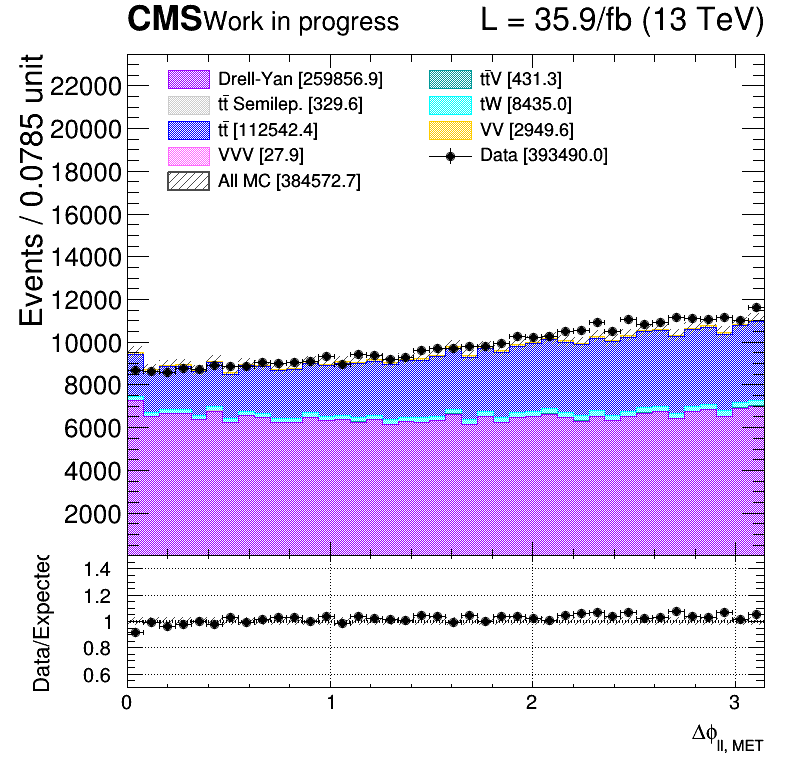 CMS Work in progress L = 35.9/fb (13 TeV)
Events / 0.0785 unit
22000
20000
18000
16000
14000
12000
10000
8000
6000
4000
2000
Drell-Yan [259856.9]
tt̄ Semilep. [329.6]
tt̄ [112542.4]
VVV [27.9]
All MC [384572.7]
tt̄V [431.3]
tW [8435.0]
VV [2949.6]
Data [393490.0]
Data/Expected
1.4
1.2
1
0.8
0.6
0 1 2 3
Δϕll, MET